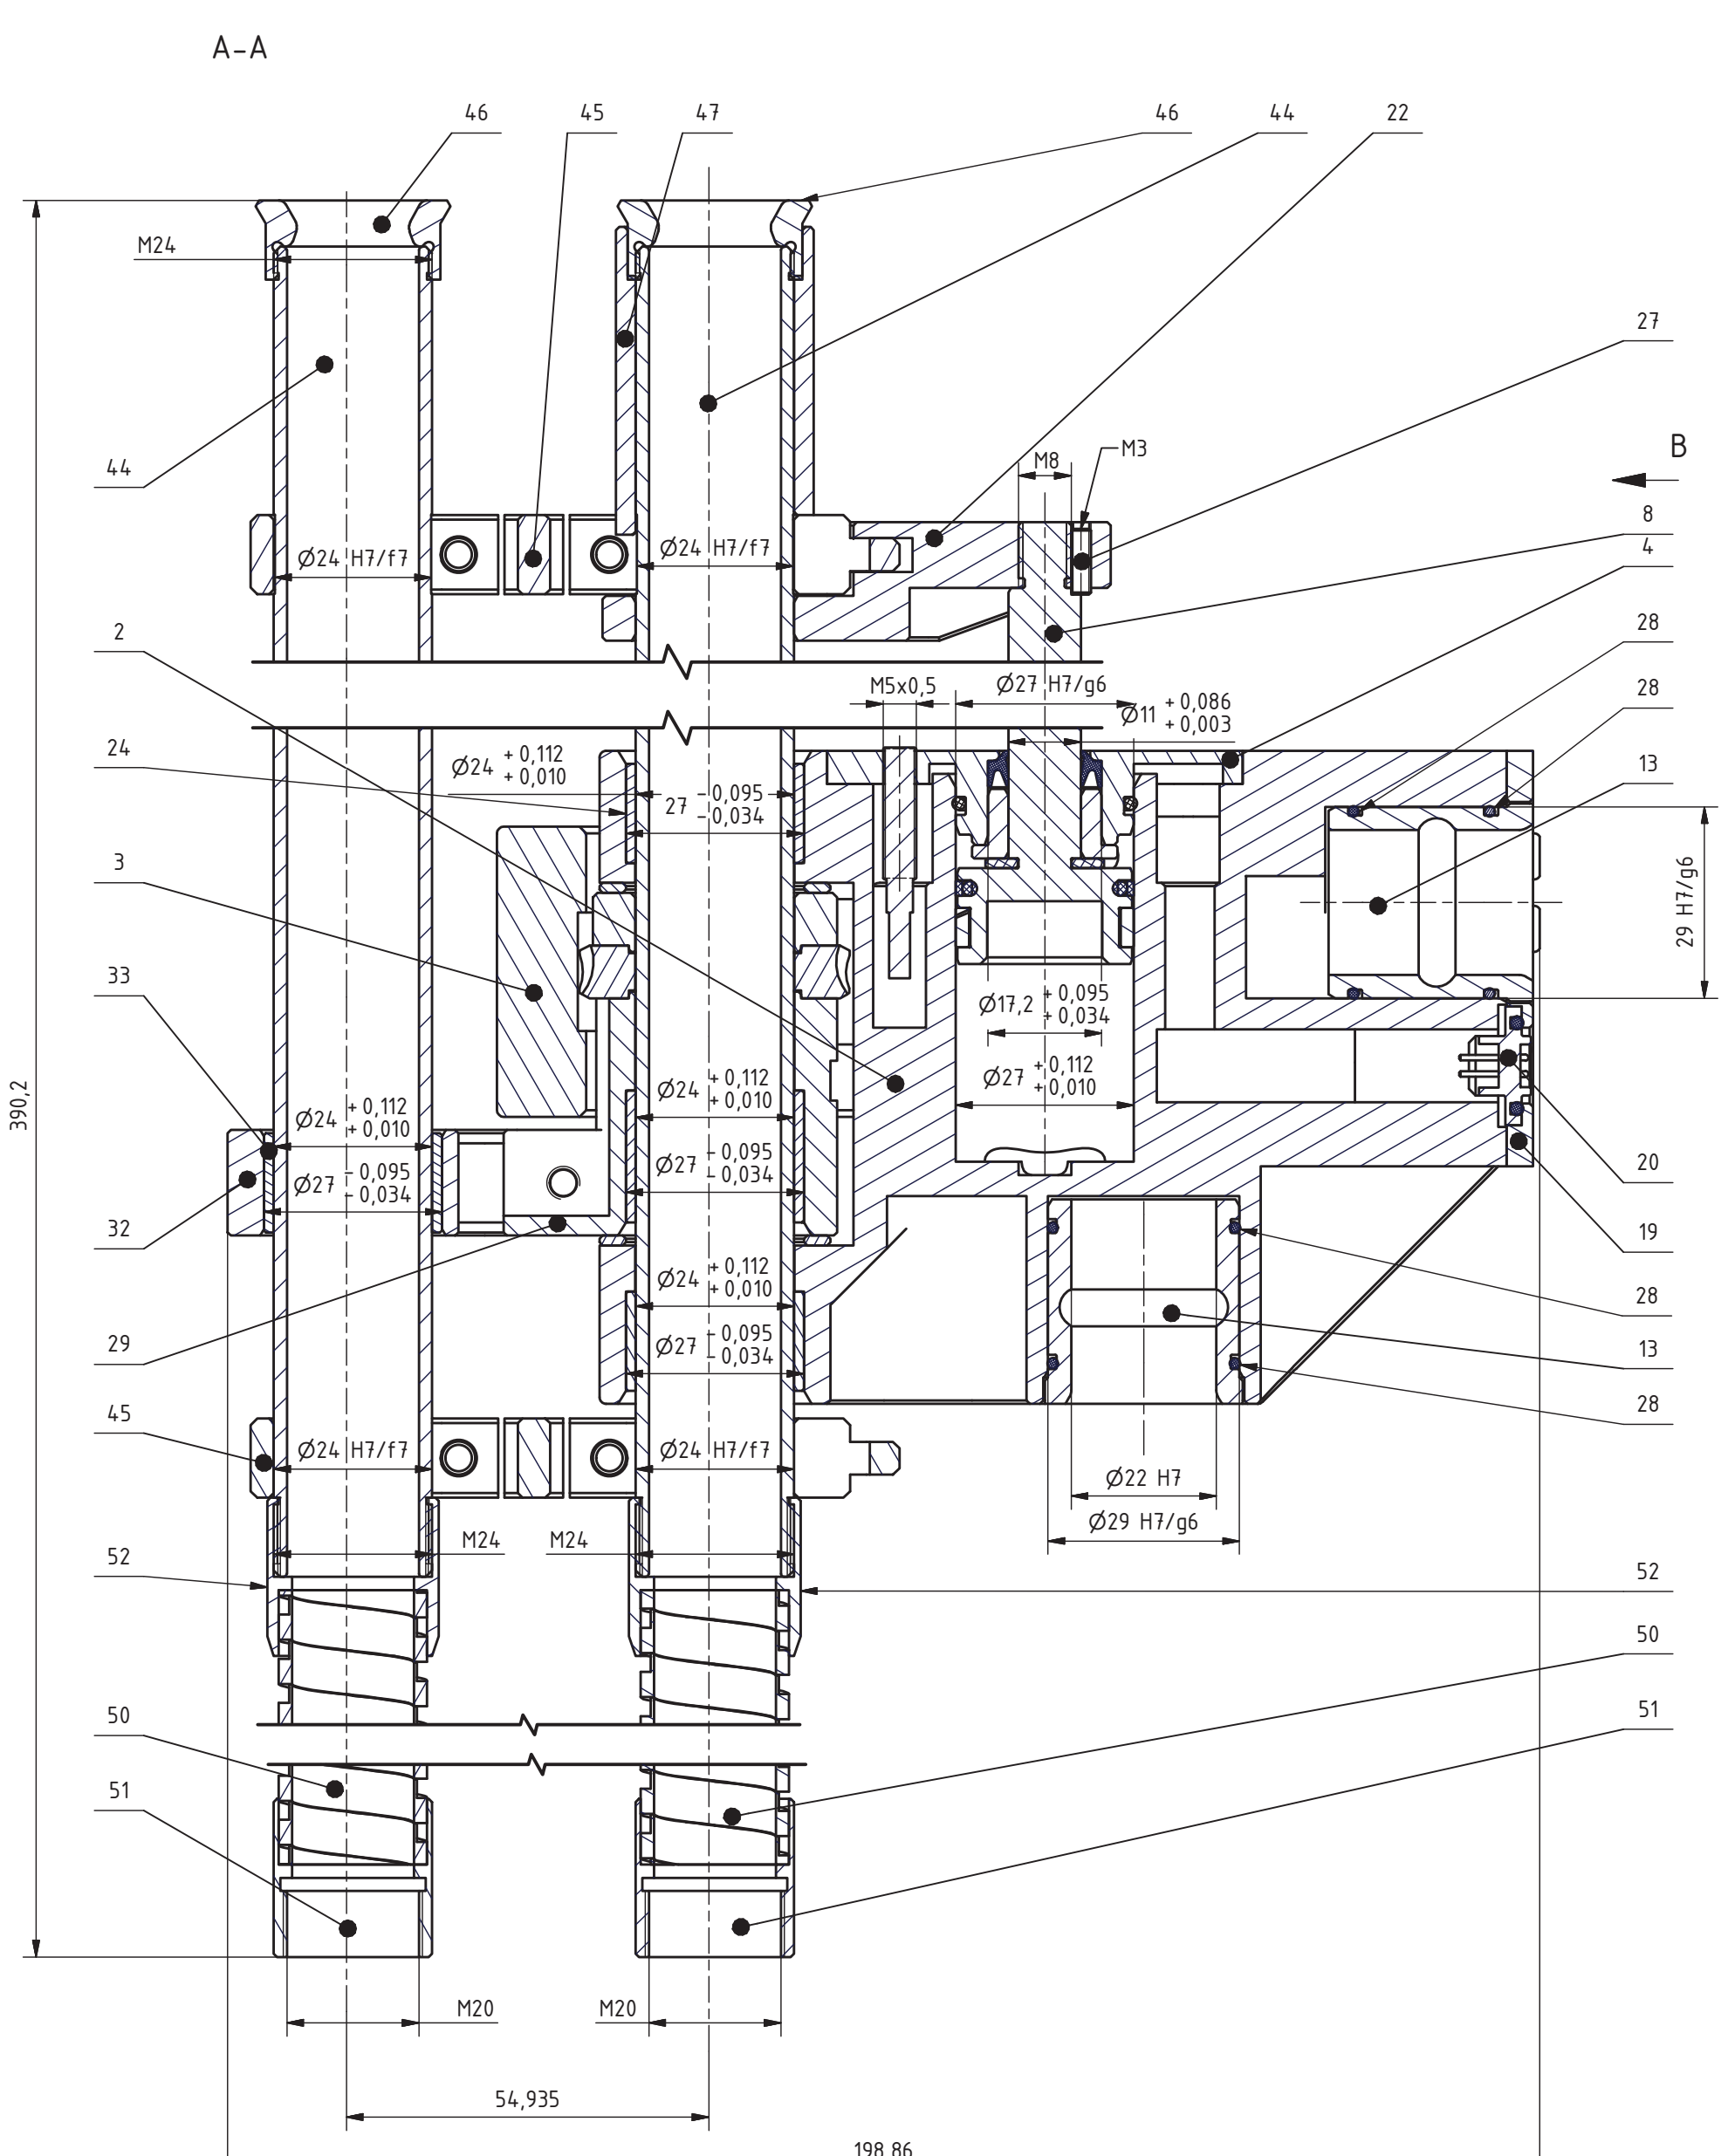 A-A
46
45
47
46
44
22
M24
27
B
44
M8
M3
8
4
Ø24 H7/f7
Ø24 H7/f7
2
28
M5x0,5
Ø27 H7/g6
28
Ø11 + 0,086
+ 0,003
24
Ø24 + 0,112
+ 0,010
13
27 - 0,095
- 0,034
3
29 H7/g6
33
Ø17,2 + 0,095
+ 0,034
390,2
Ø24 + 0,112
+ 0,010
Ø27 + 0,112
+ 0,010
Ø24 + 0,112
+ 0,010
Ø27 - 0,095
- 0,034
Ø27 - 0,095
- 0,034
20
32
19
Ø24 + 0,112
+ 0,010
28
29
Ø27 - 0,095
- 0,034
13
45
28
Ø24 H7/f7
Ø24 H7/f7
Ø22 H7
Ø29 H7/g6
52
M24
M24
52
50
50
51
51
M20
M20
54,935
198,86